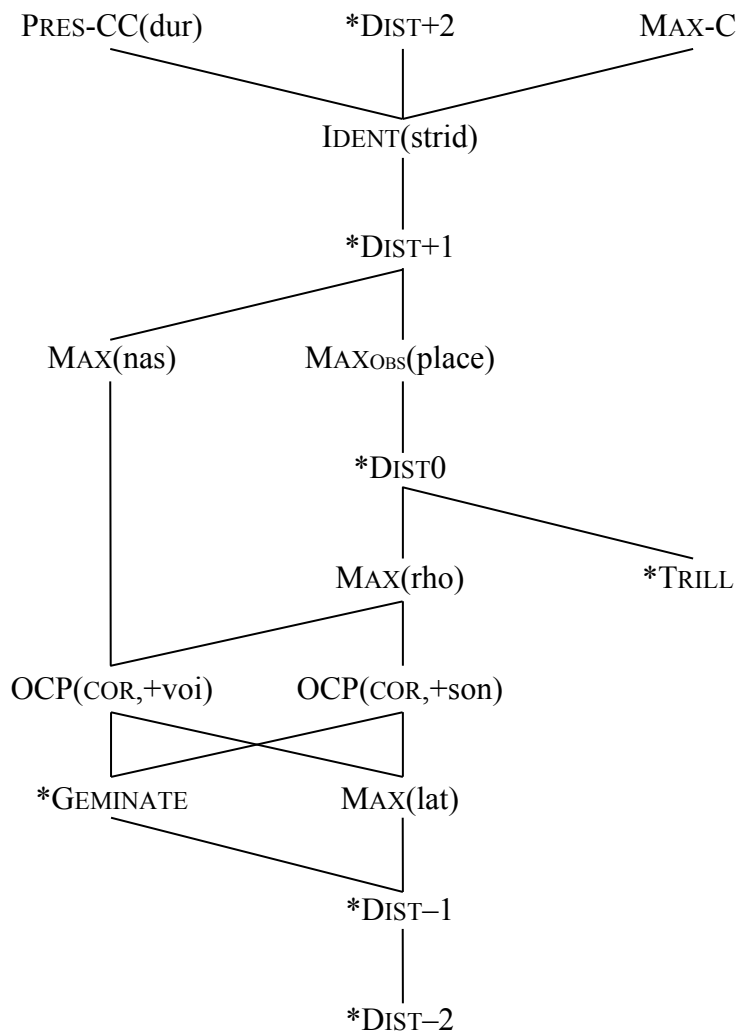 PRES-CC(dur) *DIST+2 MAX-C
IDENT(strid)
*DIST+1
MAX(nas) MAXOBS(place)
*DIST0
MAX(rho) *TRILL
OCP(COR,+voi) OCP(COR,+son)
*GEMINATE MAX(lat)
*DIST–1
*DIST–2